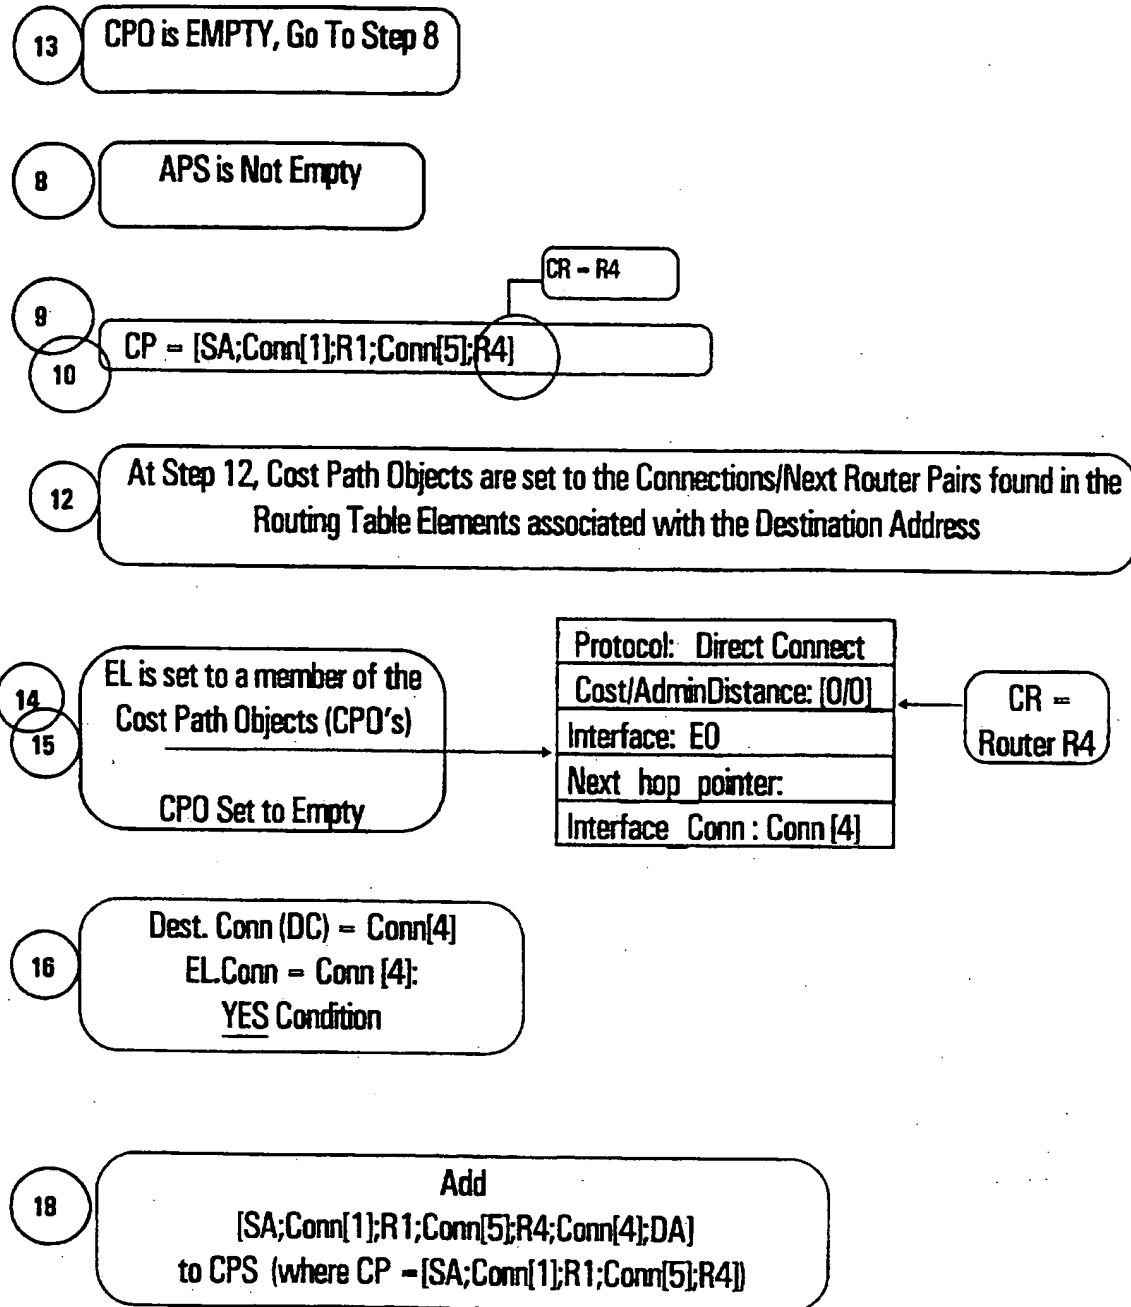 13
CPO is EMPTY, Go To Step 8
8
APS is Not Empty
CR = R4
9
CP = [SA;Conn[1];R1;Conn[5];R4]
10
12
At Step 12, Cost Path Objects are set to the Connections/Next Router Pairs found in the
Routing Table Elements associated with the Destination Address
14
15
EL is set to a member of the
Cost Path Objects (CPO's)
CPO Set to Empty
Protocol: Direct Connect
Cost/AdminDistance: [0/0]
Interface: E0
Next hop pointer:
Interface Conn : Conn [4]
CR =
Router R4
16
Dest. Conn (DC) = Conn[4]
EL.Conn = Conn [4]:
YES Condition
18
Add
[SA;Conn[1];R1;Conn[5];R4;Conn[4];DA]
to CPS (where CP =[SA;Conn[1];R1;Conn[5];R4])